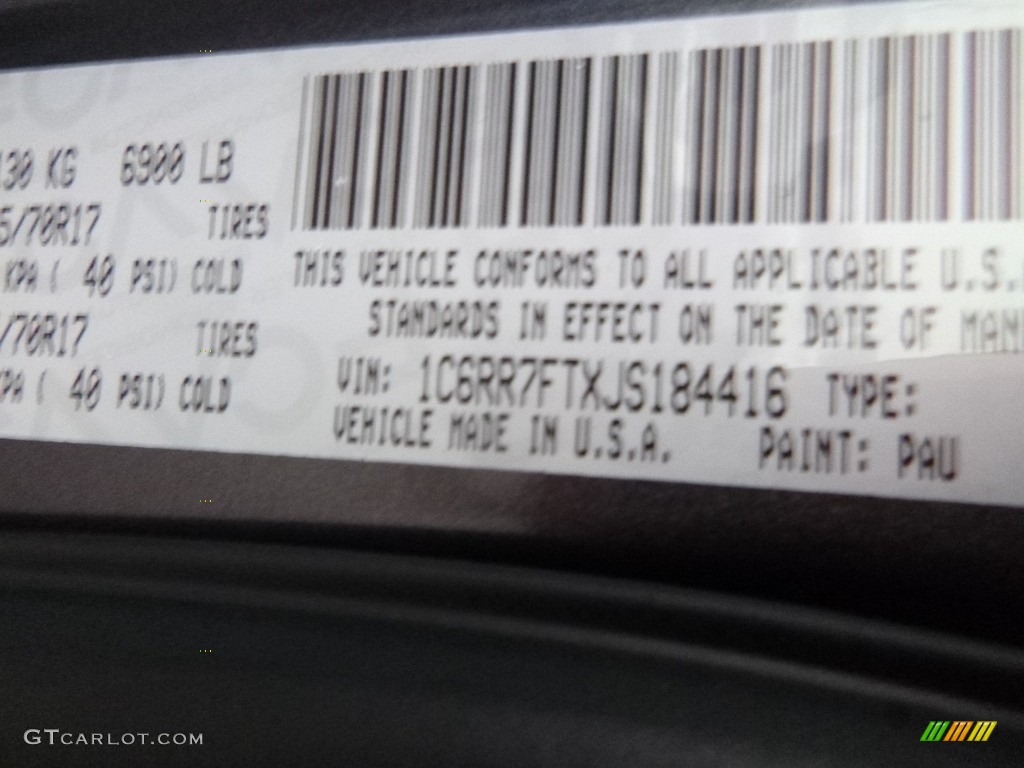 130 KG 6900 LB
5/70R17 TIRES
KPA ( 40 PSI) COLD
/70R17 TIRES
KPA ( 40 PSI) COLD
THIS VEHICLE CONFORMS TO ALL APPLICABLE U.S.
STANDARDS IN EFFECT ON THE DATE OF MAN
VIN: 1C6RR7FTXJS184416 TYPE:
VEHICLE MADE IN U.S.A. PAINT: PAU
GTCARLOT.COM